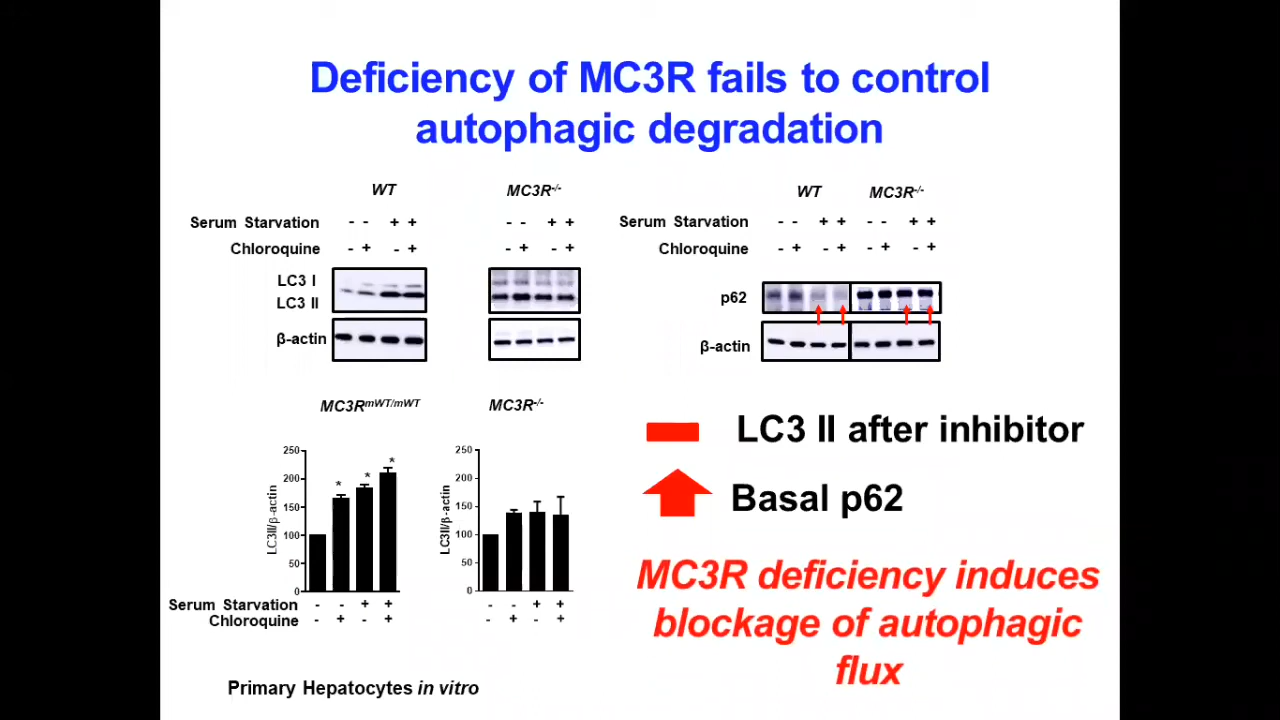 Deficiency of MC3R fails to control
autophagic degradation
WT
MC3R-/-
Serum Starvation - - + +
- - + +
Chloroquine - + - +
- + - +
LC3 I
LC3 II
β-actin
WT
MC3R-/-
Serum Starvation - - + + - - + +
Chloroquine - + - + - + - +
p62
β-actin
MC3RmWT/mWT
MC3R-/-
LC3II/β-actin
250
200
150
100
50
0
*
*
*
LC3II/β-actin
250
200
150
100
50
0
Serum Starvation - - + +
- + +
Chloroquine - + - +
- + - +
Primary Hepatocytes in vitro
LC3 II after inhibitor
Basal p62
MC3R deficiency induces
blockage of autophagic
flux